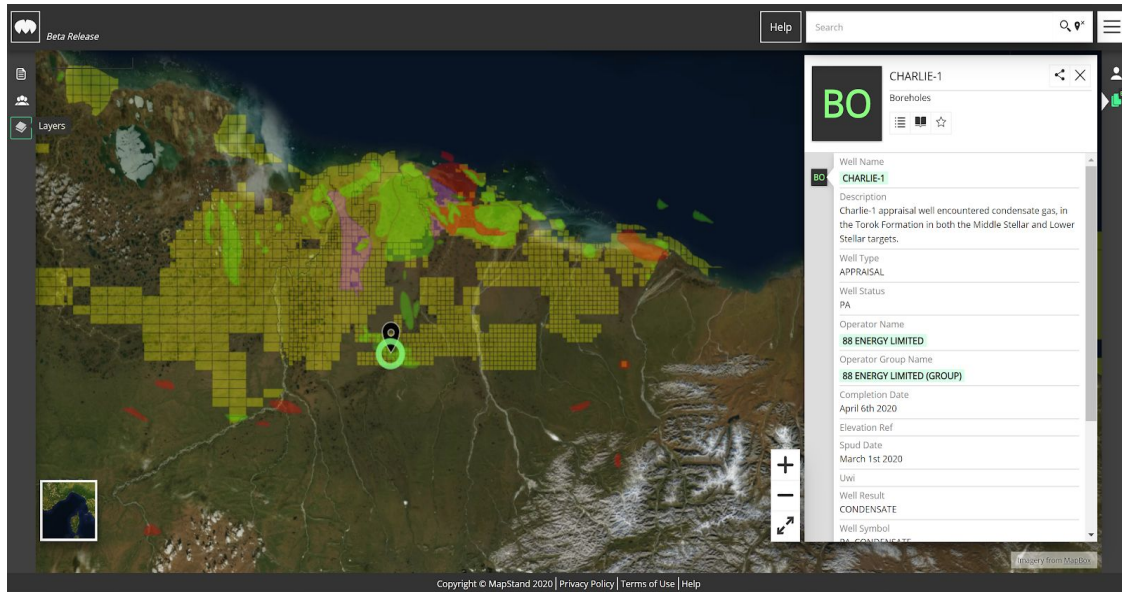 Beta Release
Help
Search
Layers
BO
CHARLIE-1
Boreholes
BO
Well Name
CHARLIE-1
Description
Charlie-1 appraisal well encountered condensate gas, in
the Torok Formation in both the Middle Stellar and Lower
Stellar targets.
Well Type
APPRAISAL
Well Status
PA
Operator Name
88 ENERGY LIMITED
Operator Group Name
88 ENERGY LIMITED (GROUP)
Completion Date
April 6th 2020
Elevation Ref
Spud Date
March 1st 2020
Uwi
Well Result
CONDENSATE
Well Symbol
PA_CONDENSATE
Imagery from MapBox
Copyright © MapStand 2020 | Privacy Policy | Terms of Use | Help